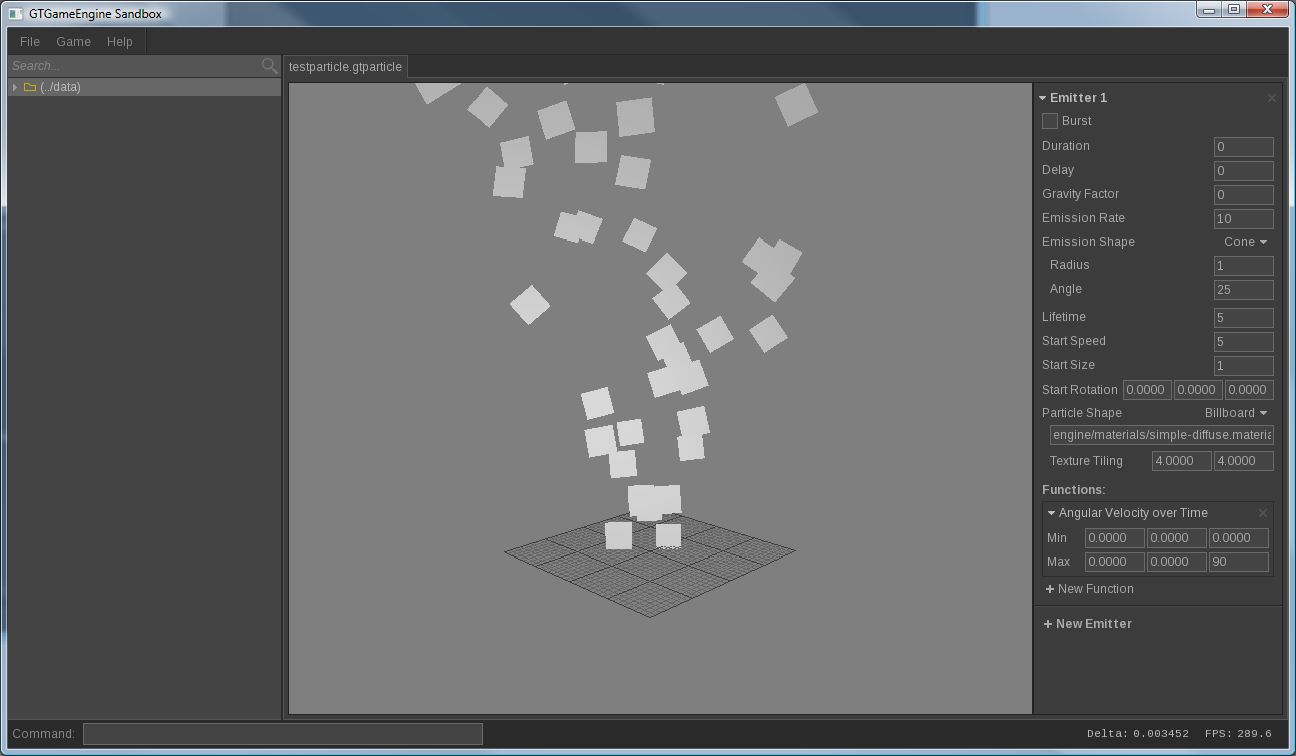 GTGameEngine Sandbox
File Game Help
Search...
(../data)
testparticle.gtparticle
Emitter 1
Burst
Duration 0
Delay 0
Gravity Factor 0
Emission Rate 10
Emission Shape Cone
Radius 1
Angle 25
Lifetime 5
Start Speed 5
Start Size 1
Start Rotation 0.0000 0.0000 0.0000
Particle Shape Billboard
engine/materials/simple-diffuse.materia
Texture Tiling 4.0000 4.0000
Functions:
Angular Velocity over Time
Min 0.0000 0.0000 0.0000
Max 0.0000 0.0000 90
+ New Function
+ New Emitter
Command:
Delta: 0.003452 FPS: 289.6